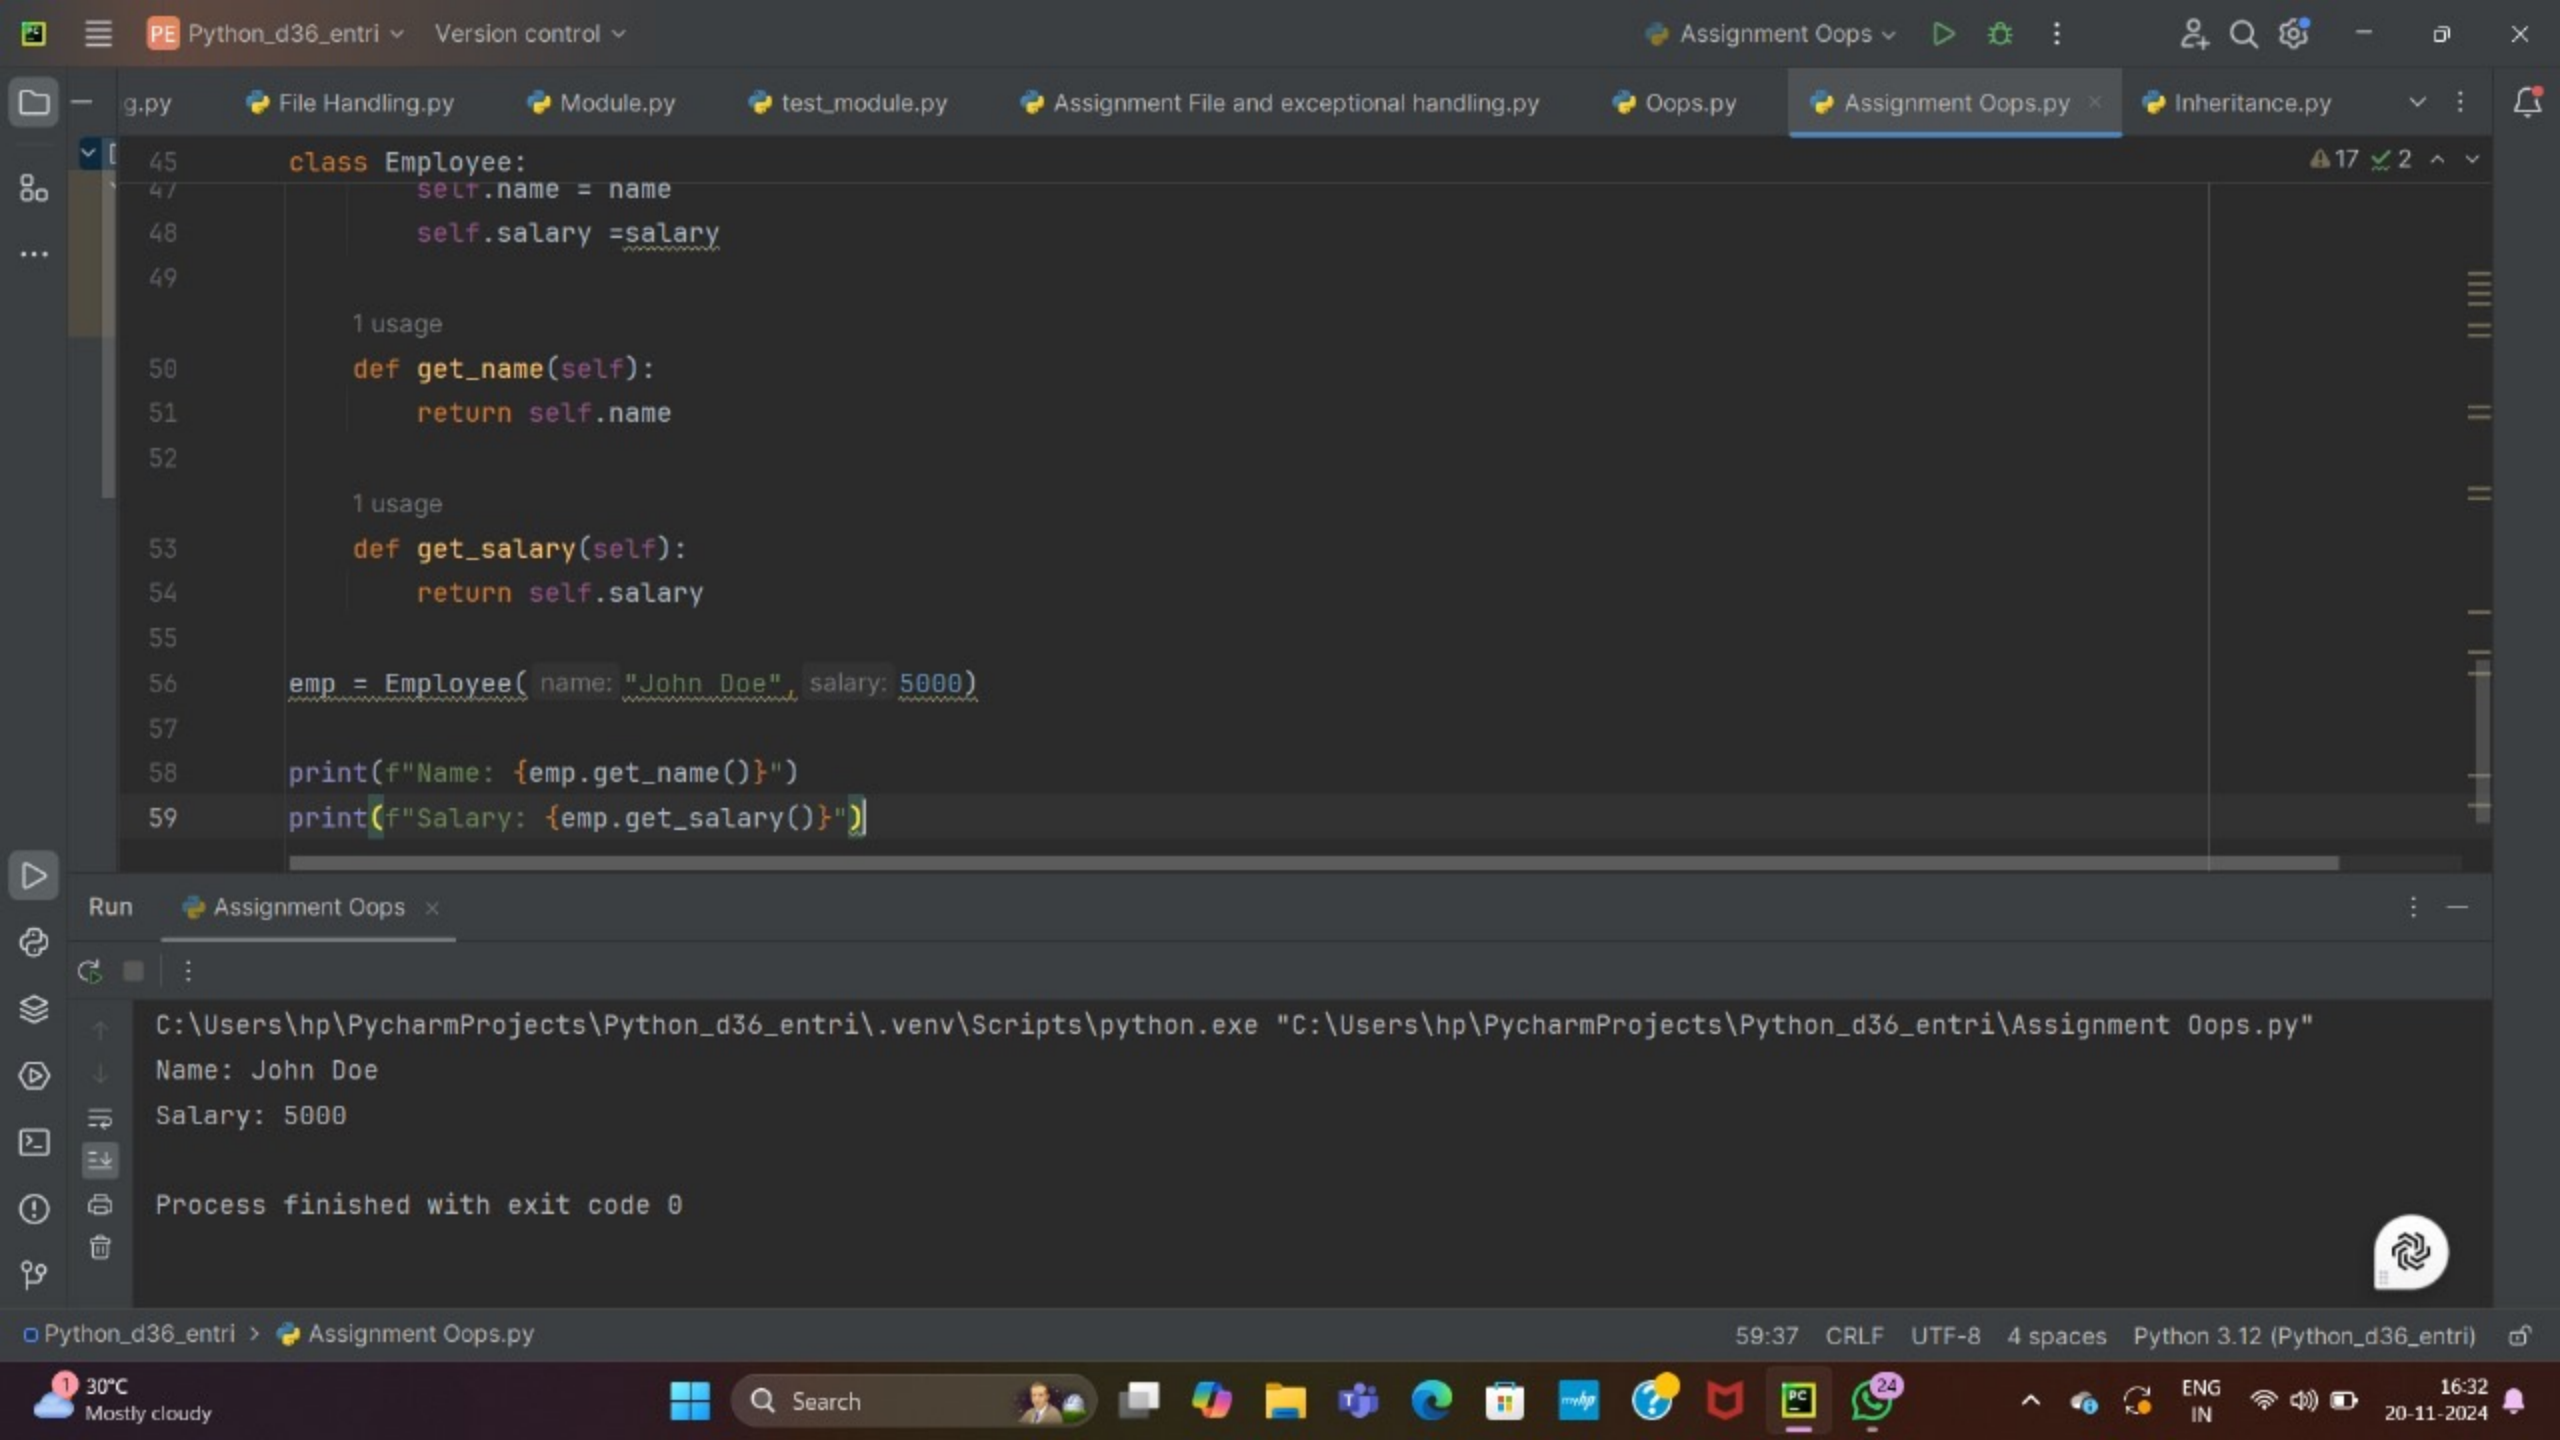 PE Python_d36_entri Version control Assignment Oops
g.py File Handling.py Module.py test_module.py Assignment File and exceptional handling.py Oops.py Assignment Oops.py Inheritance.py
45 class Employee: 17 2
47 self.name = name
48 self.salary =salary
49
1 usage
50 def get_name(self):
51 return self.name
52
1 usage
53 def get_salary(self):
54 return self.salary
55
56 emp = Employee( name: "John Doe", salary: 5000)
57
58 print(f"Name: {emp.get_name()}")
59 print(f"Salary: {emp.get_salary()}")
Run Assignment Oops
C:\Users\hp\PycharmProjects\Python_d36_entri\.venv\Scripts\python.exe "C:\Users\hp\PycharmProjects\Python_d36_entri\Assignment Oops.py"
Name: John Doe
Salary: 5000
Process finished with exit code 0
Python_d36_entri > Assignment Oops.py 59:37 CRLF UTF-8 4 spaces Python 3.12 (Python_d36_entri)
1 30°C
Mostly cloudy
Search
myhp
PC
24
ENG
IN
16:32
20-11-2024